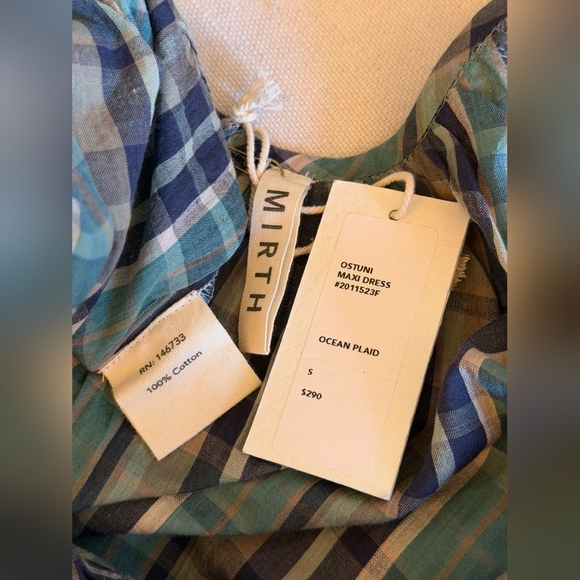 MIRTH
OSTUNI
MAXI DRESS
#2011523F
OCEAN PLAID
S
$290
RN: 146733
100% Cotton